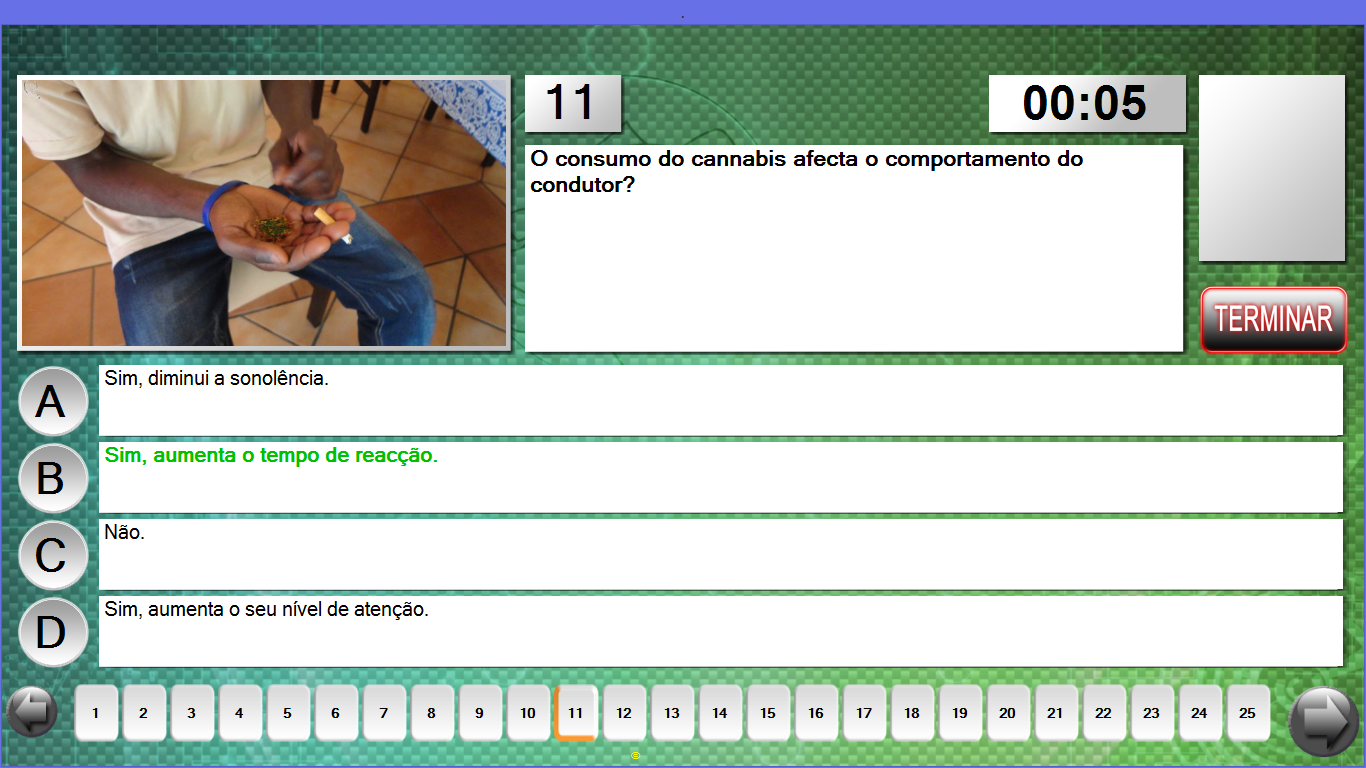 11
00:05
O consumo do cannabis afecta o comportamento do
condutor?
TERMINAR
A
Sim, diminui a sonolência.
B
Sim, aumenta o tempo de reacção.
C
Não.
D
Sim, aumenta o seu nível de atenção.
1 2 3 4 5 6 7 8 9 10 11 12 13 14 15 16 17 18 19 20 21 22 23 24 25
©